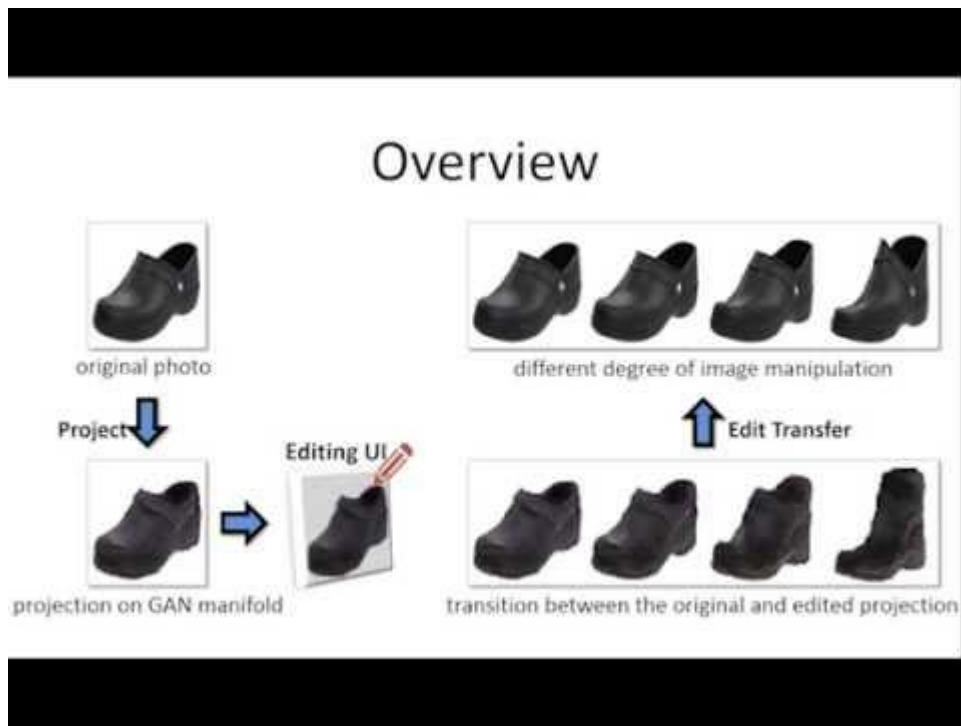 Overview
original photo
Project
projection on GAN manifold
Editing UI
different degree of image manipulation
Edit Transfer
transition between the original and edited projection